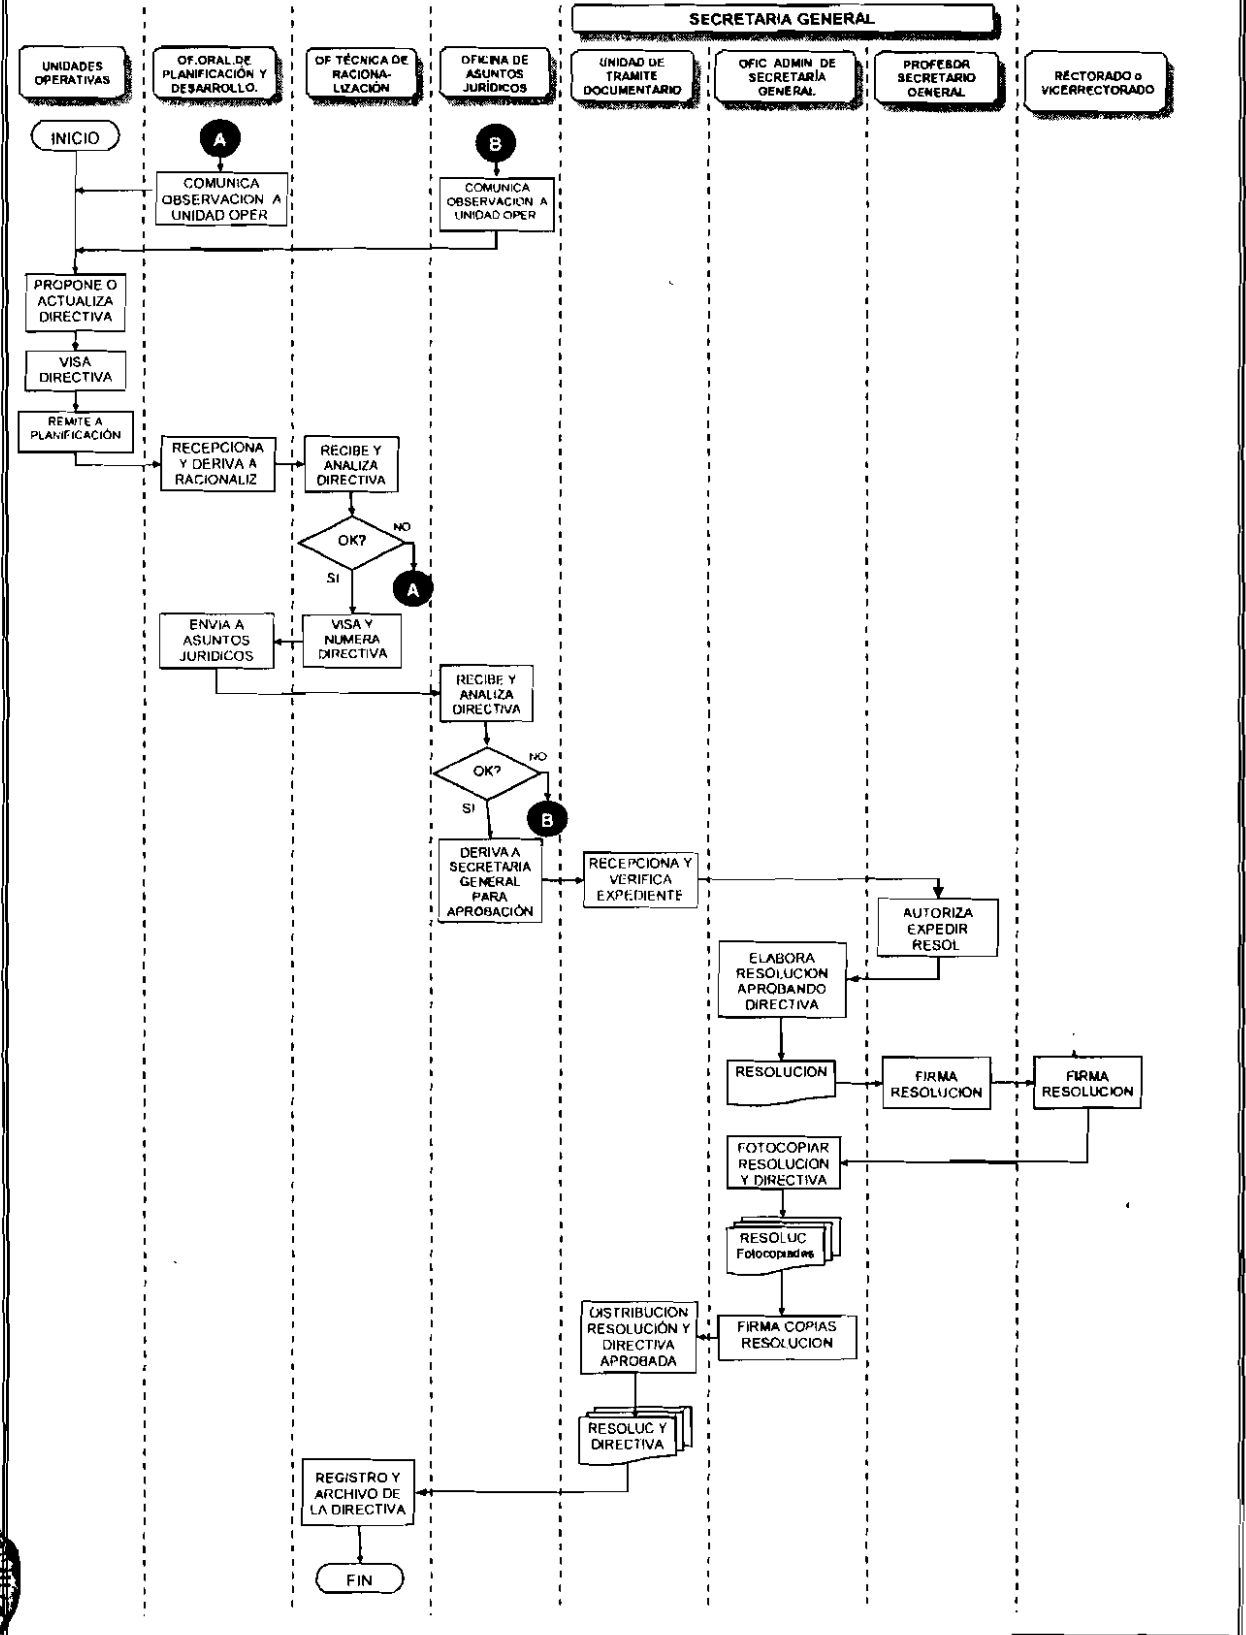 SECRETARIA GENERAL
UNIDADES
OPERATIVAS
OF.ORAL.DE
PLANIFICACIÓN Y
DESARROLLO.
OF TÉCNICA DE
RACIONA-
LIZACIÓN
OFICINA DE
ASUNTOS
JURÍDICOS
UNIDAD DE
TRAMITE
DOCUMENTARIO
OFIC ADMIN DE
SECRETARÍA
GENERAL
PROFESOR
SECRETARIO
GENERAL
RECTORADO o
VICERRECTORADO
INICIO
A
B
COMUNICA
OBSERVACION A
UNIDAD OPER
COMUNICA
OBSERVACION A
UNIDAD OPER
PROPONE O
ACTUALIZA
DIRECTIVA
VISA
DIRECTIVA
REMITE A
PLANIFICACIÓN
RECEPCIONA
Y DERIVA A
RACIONALIZ
RECIBE Y
ANALIZA
DIRECTIVA
OK?
NO
SI
A
ENVIA A
ASUNTOS
JURIDICOS
VISA Y
NUMERA
DIRECTIVA
RECIBE Y
ANALIZA
DIRECTIVA
OK?
NO
SI
B
DERIVA A
SECRETARIA
GENERAL
PARA
APROBACIÓN
RECEPCIONA Y
VERIFICA
EXPEDIENTE
AUTORIZA
EXPEDIR
RESOL
ELABORA
RESOLUCION
APROBANDO
DIRECTIVA
RESOLUCION
FIRMA
RESOLUCION
FIRMA
RESOLUCION
FOTOCOPIAR
RESOLUCION
Y DIRECTIVA
RESOLUC
Fotocopiadas
FIRMA COPIAS
RESOLUCION
DISTRIBUCION
RESOLUCIÓN Y
DIRECTIVA
APROBADA
RESOLUC Y
DIRECTIVA
REGISTRO Y
ARCHIVO DE
LA DIRECTIVA
FIN